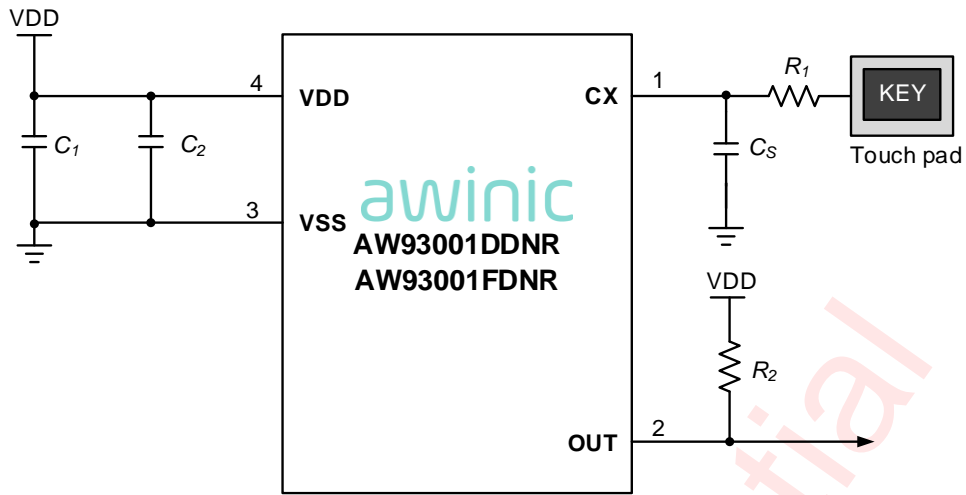 VDD
4
VDD
C1
C2
3
VSS
awinic
AW93001DDNR
AW93001FDNR
CX
1
R1
KEY
Touch pad
CS
VDD
R2
OUT
2
tial